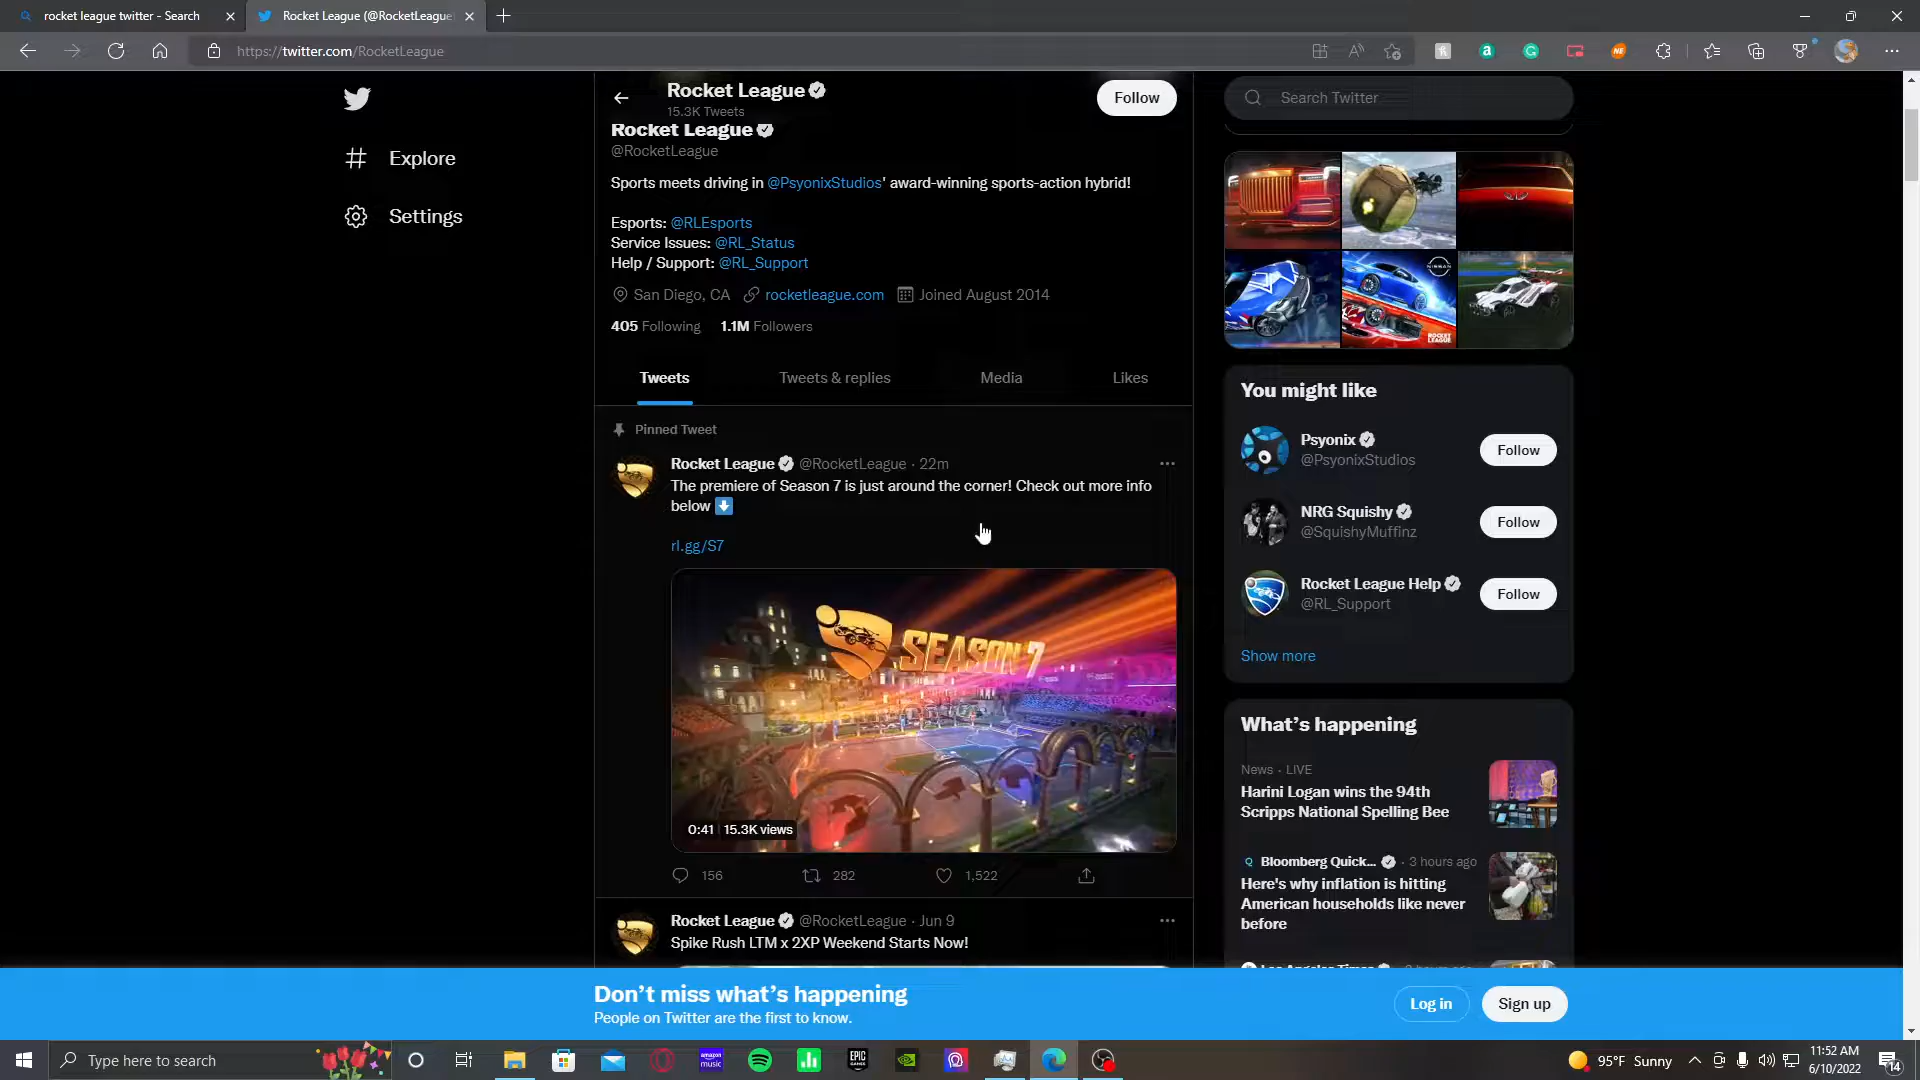 rocket league twitter - Search
Rocket League (@RocketLeague)
https://twitter.com/RocketLeague
Explore
Settings
Rocket League
15.3K Tweets
Follow
Rocket League
@RocketLeague
Sports meets driving in @PsyonixStudios' award-winning sports-action hybrid!
Esports: @RLEsports
Service Issues: @RL_Status
Help / Support: @RL_Support
San Diego, CA rocketleague.com Joined August 2014
405 Following 1.1M Followers
Tweets Tweets & replies Media Likes
Pinned Tweet
Rocket League @RocketLeague · 22m
The premiere of Season 7 is just around the corner! Check out more info
below ⬇️
rl.gg/S7
SEASON 7
0:41 15.3K views
156 282 1,522
Rocket League @RocketLeague · Jun 9
Spike Rush LTM x 2XP Weekend Starts Now!
Search Twitter
NISSAN
ROCKET
LEAGUE
You might like
Psyonix
@PsyonixStudios
Follow
NRG Squishy
@SquishyMuffinz
Follow
Rocket League Help
@RL_Support
Follow
Show more
What's happening
News · LIVE
Harini Logan wins the 94th
Scripps National Spelling Bee
Bloomberg Quick... · 3 hours ago
Here's why inflation is hitting
American households like never
before
Don't miss what's happening
People on Twitter are the first to know.
Log in
Sign up
Type here to search
amazon
music
EPIC
GAMES
95°F Sunny
11:52 AM
6/10/2022
14